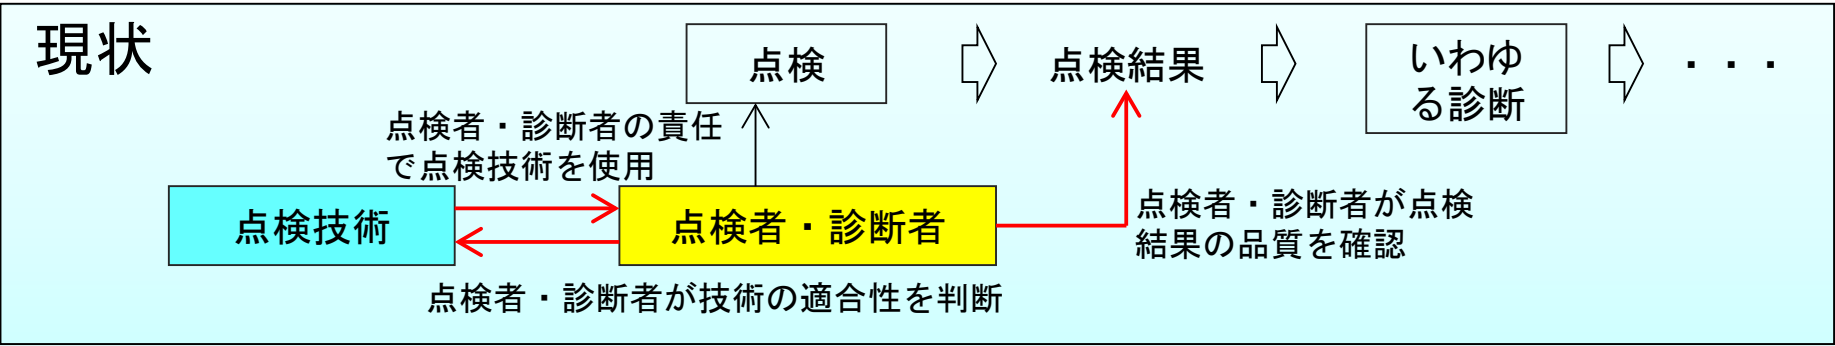 現状
点検
点検結果
いわゆ
る診断
・・・
点検者・診断者の責任
で点検技術を使用
点検技術
点検者・診断者
点検者・診断者が点検
結果の品質を確認
点検者・診断者が技術の適合性を判断